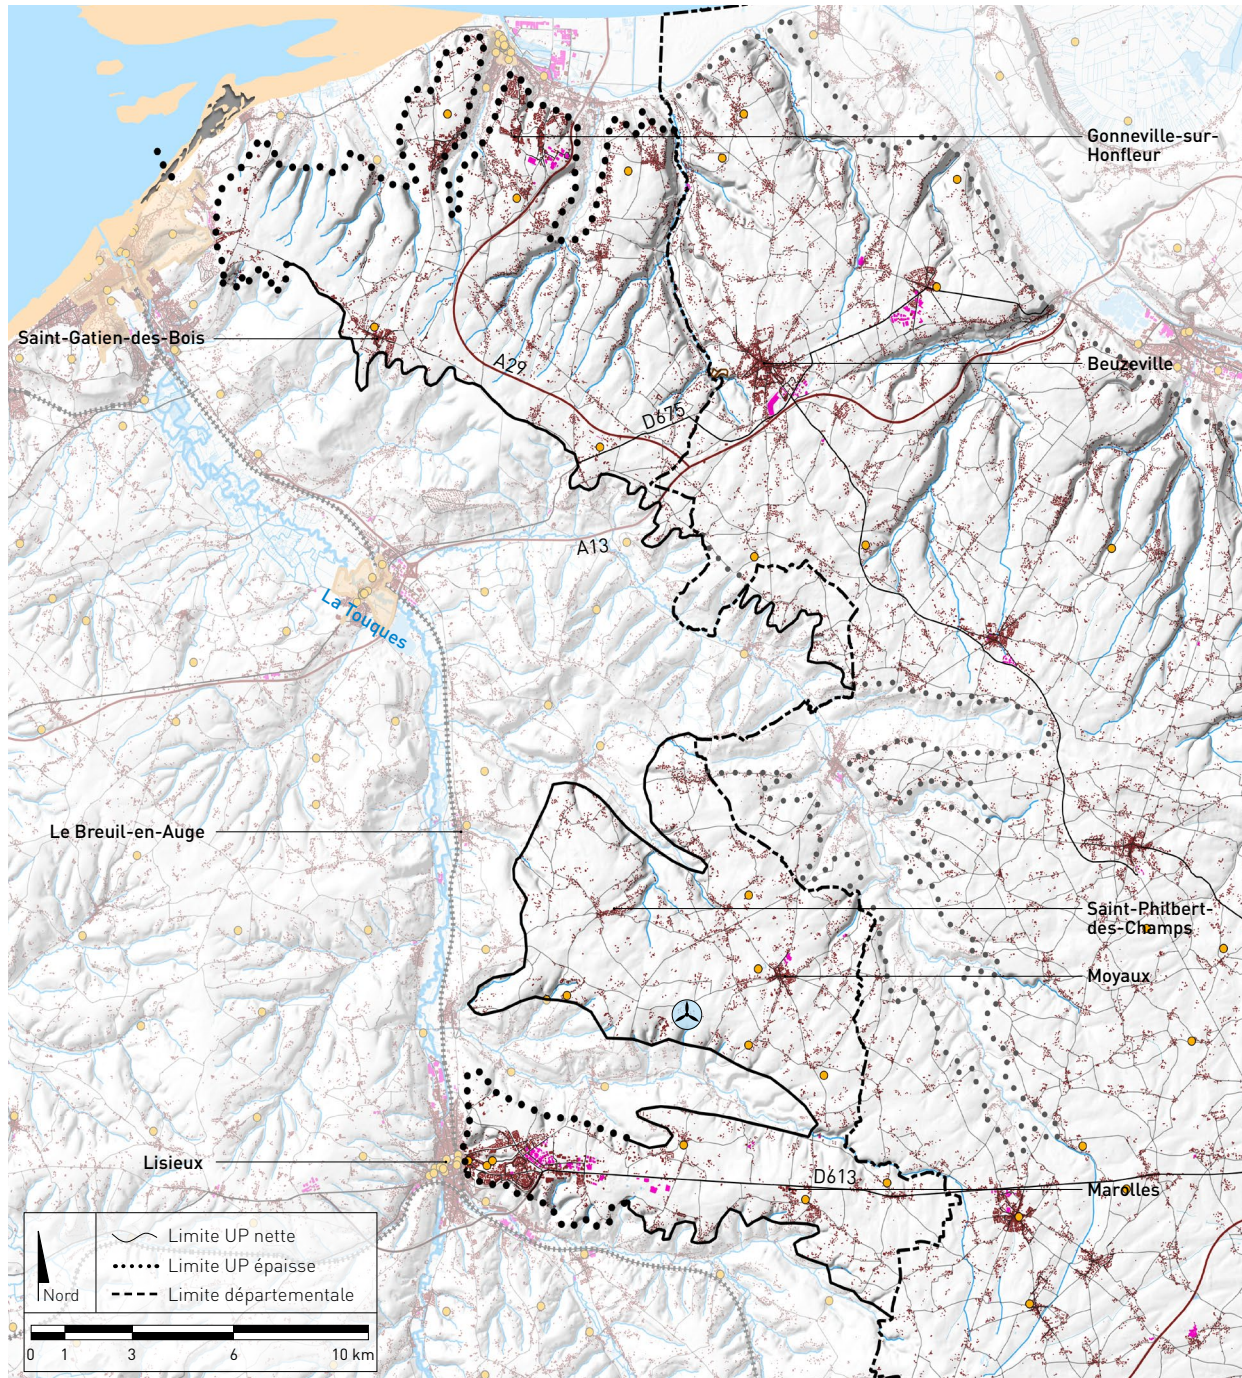 Gonneville-sur-
Honfleur
Saint-Gatien-des-Bois
A29
Beuzeville
D675
A13
La Touques
Le Breuil-en-Auge
Saint-Philbert-
des-Champs
Moyaux
Lisieux
D613
Marolles
Nord
Limite UP nette
Limite UP épaisse
Limite départementale
0 1 3 6 10 km